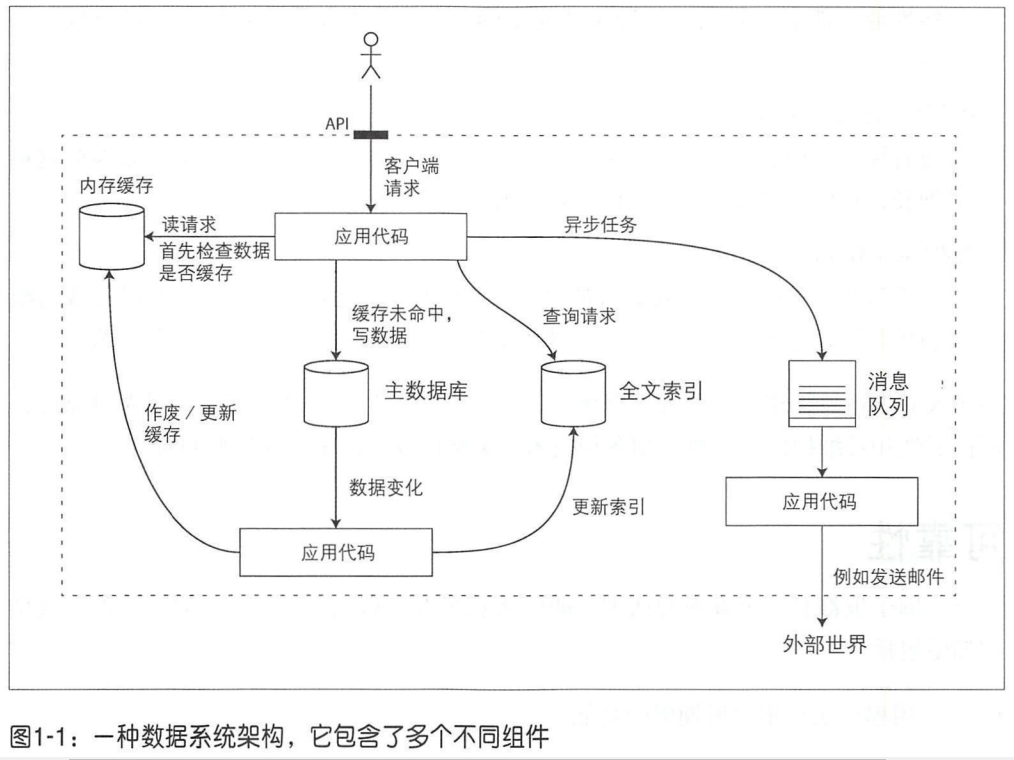 API
客户端
请求
内存缓存
读请求
首先检查数据
是否缓存
应用代码
异步任务
缓存未命中，
写数据
查询请求
主数据库
全文索引
消息
队列
作废／更新
缓存
数据变化
更新索引
应用代码
应用代码
例如发送邮件
外部世界
图1-1：一种数据系统架构，它包含了多个不同组件